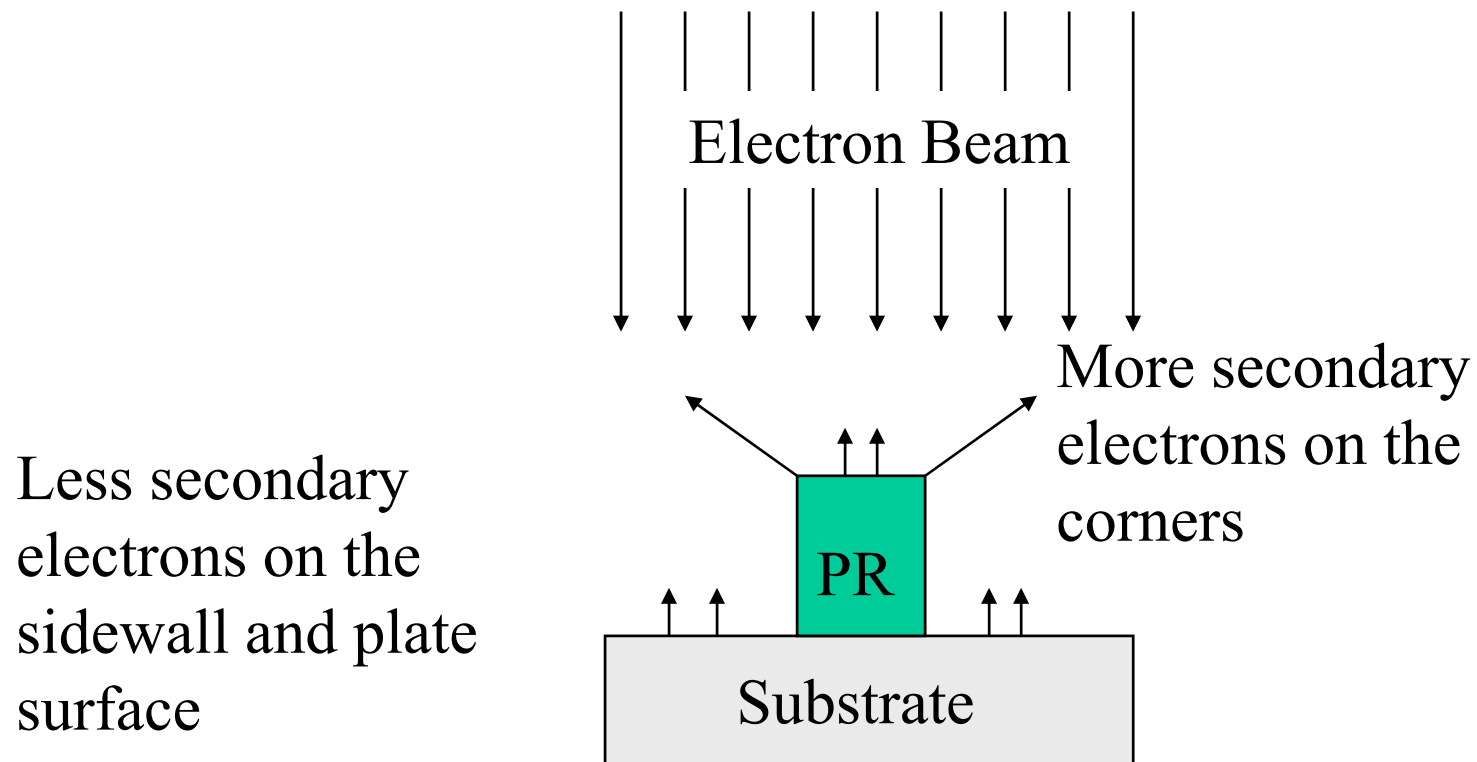 Electron Beam
More secondary
electrons on the
corners
Less secondary
electrons on the
sidewall and plate
surface
PR
Substrate